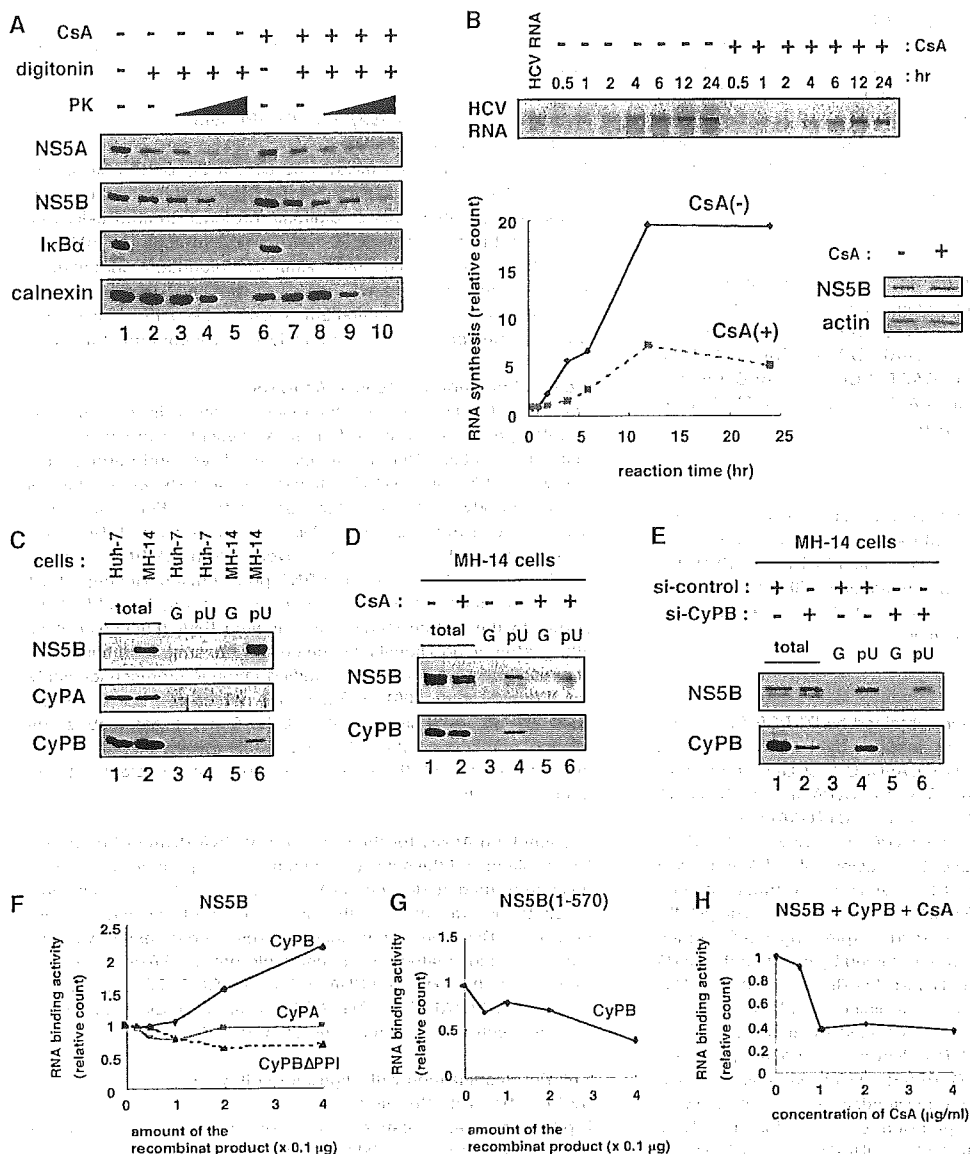 A
CsA - - - - - + + + + +
digitonin - + + + + - + + + +
PK - - - -
NS5A
NS5B
IκBα
calnexin
1 2 3 4 5 6 7 8 9 10
B
HCV RNA - - - - - - - + + + + + + + : CsA
0.5 1 2 4 6 12 24 0.5 1 2 4 6 12 24 : hr
HCV
RNA
RNA synthesis (relative count)
20
15
10
5
0
CsA(-)
CsA(+)
0 5 10 15 20 25
reaction time (hr)
CsA : - +
NS5B
actin
C
cells : Huh-7 MH-14 Huh-7 Huh-7 MH-14 MH-14
total G pU G pU
NS5B
CyPA
CyPB
1 2 3 4 5 6
D
MH-14 cells
CsA : - + - - + +
total G pU G pU
NS5B
CyPB
1 2 3 4 5 6
E
MH-14 cells
si-control : + - + + - -
si-CyPB : - + - - + +
total G pU G pU
NS5B
CyPB
1 2 3 4 5 6
F
NS5B
RNA binding activity
(relative count)
2.5
2
1.5
1
0.5
0
CyPB
CyPA
CyPBΔPPI
0 1 2 3 4
amount of the
recombinat product (x 0.1 μg)
G
NS5B(1-570)
RNA binding activity
(relative count)
1.5
1.0
0.5
0
CyPB
0 1 2 3 4
amount of the
recombinat product (x 0.1 μg)
H
NS5B + CyPB + CsA
RNA binding activity
(relative count)
1
0.8
0.6
0.4
0.2
0
0 1 2 3 4
concentration of CsA (μg/ml)